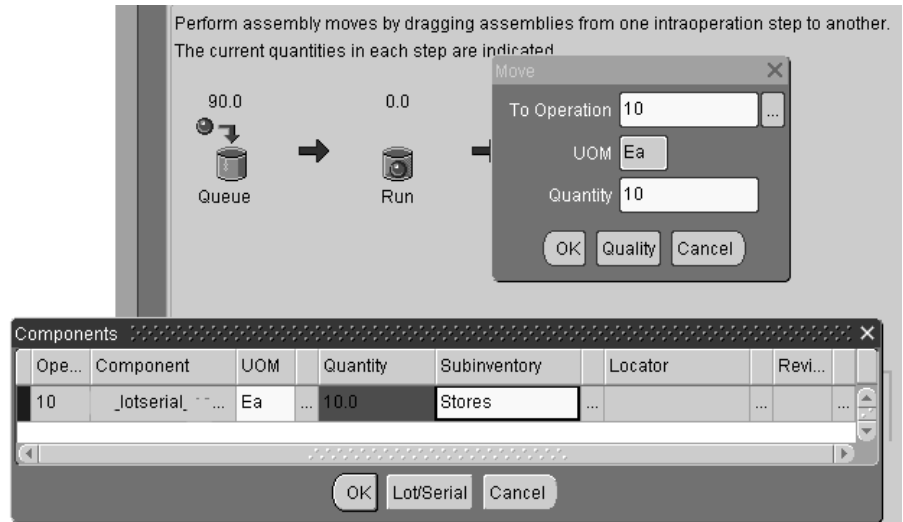 Perform assembly moves by dragging assemblies from one intraoperation step to another.
The current quantities in each step are indicated
Move
90.0
0.0
To Operation 10 ...
UOM Ea
Queue
Run
Quantity 10
OK Quality Cancel
Components
Ope... Component UOM Quantity Subinventory Locator Revi...
10 _lotserial_ ... Ea ... 10.0 Stores ... ... ...
OK Lot/Serial Cancel